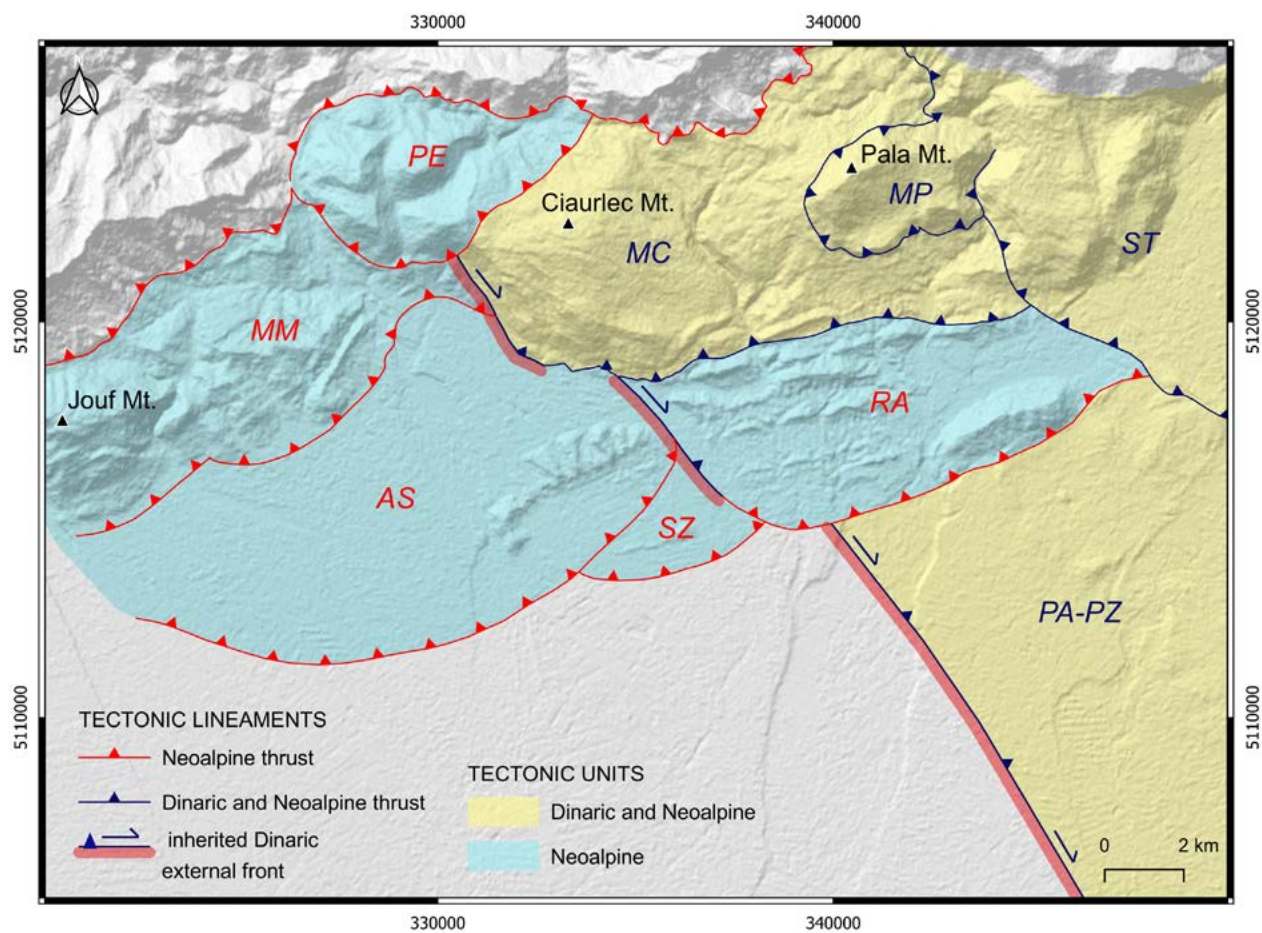 330000 340000
PE
Pala Mt.
MP
Ciaurlec Mt.
MC
ST
5120000 5120000
MM
Jouf Mt.
RA
AS
SZ
PA-PZ
5110000 5110000
TECTONIC LINEAMENTS
Neoalpine thrust
Dinaric and Neoalpine thrust
inherited Dinaric
external front
TECTONIC UNITS
Dinaric and Neoalpine
Neoalpine
0 2 km
330000 340000